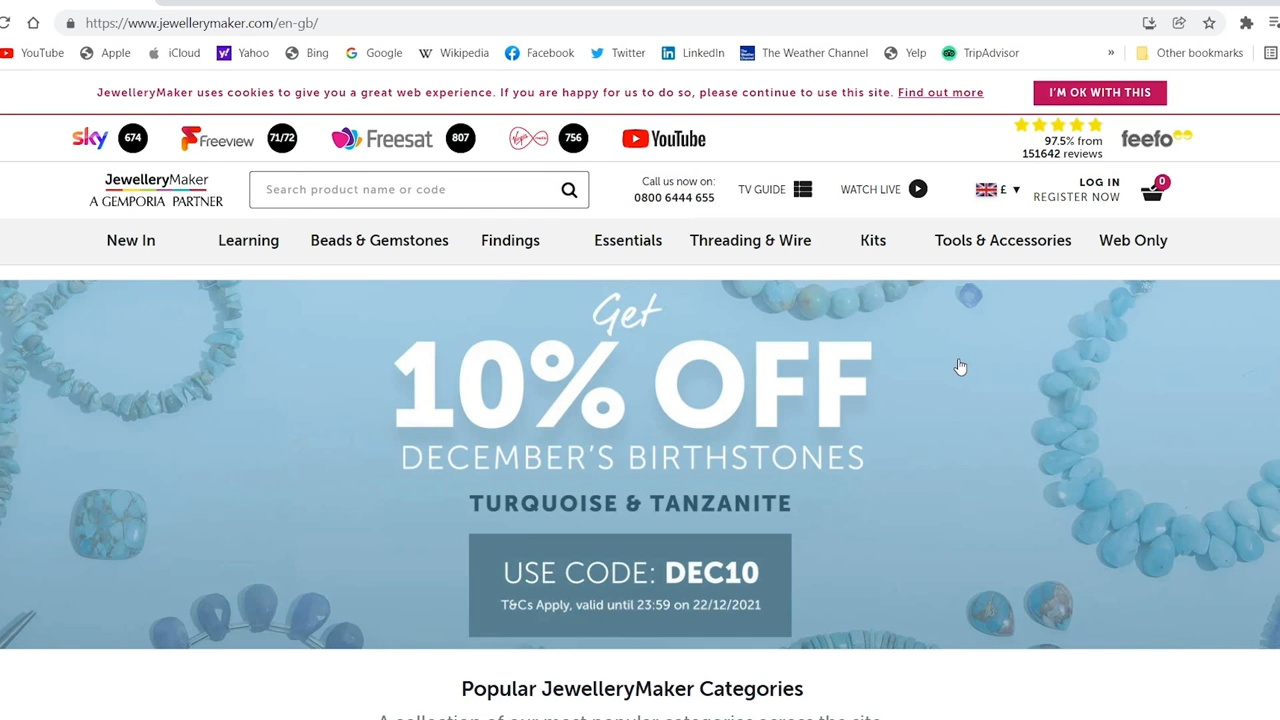 https://www.jewellerymaker.com/en-gb/
YouTube Apple iCloud Yahoo Bing Google Wikipedia Facebook Twitter LinkedIn The Weather Channel Yelp TripAdvisor » Other bookmarks
JewelleryMaker uses cookies to give you a great web experience. If you are happy for us to do so, please continue to use this site. Find out more
I'M OK WITH THIS
sky 674 Freeview 71/72 Freesat 807 Virgin media 756 YouTube
97.5% from
151642 reviews
feefo
JewelleryMaker
A GEMPORIA PARTNER
Search product name or code
Call us now on:
0800 6444 655
TV GUIDE
WATCH LIVE
£
LOG IN
REGISTER NOW
0
New In Learning Beads & Gemstones Findings Essentials Threading & Wire Kits Tools & Accessories Web Only
Get
10% OFF
DECEMBER'S BIRTHSTONES
TURQUOISE & TANZANITE
USE CODE: DEC10
T&Cs Apply, valid until 23:59 on 22/12/2021
Popular JewelleryMaker Categories
A collection of our most popular categories across the site